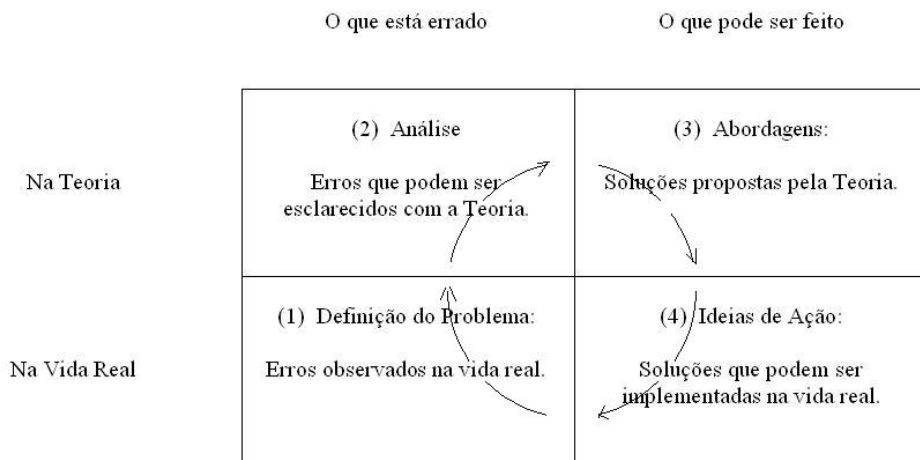 O que está errado
O que pode ser feito
Na Teoria
(2) Análise
Erros que podem ser
esclarecidos com a Teoria.
(3) Abordagens:
Soluções propostas pela Teoria.
Na Vida Real
(1) Definição do Problema:
Erros observados na vida real.
(4) Ideias de Ação:
Soluções que podem ser
implementadas na vida real.